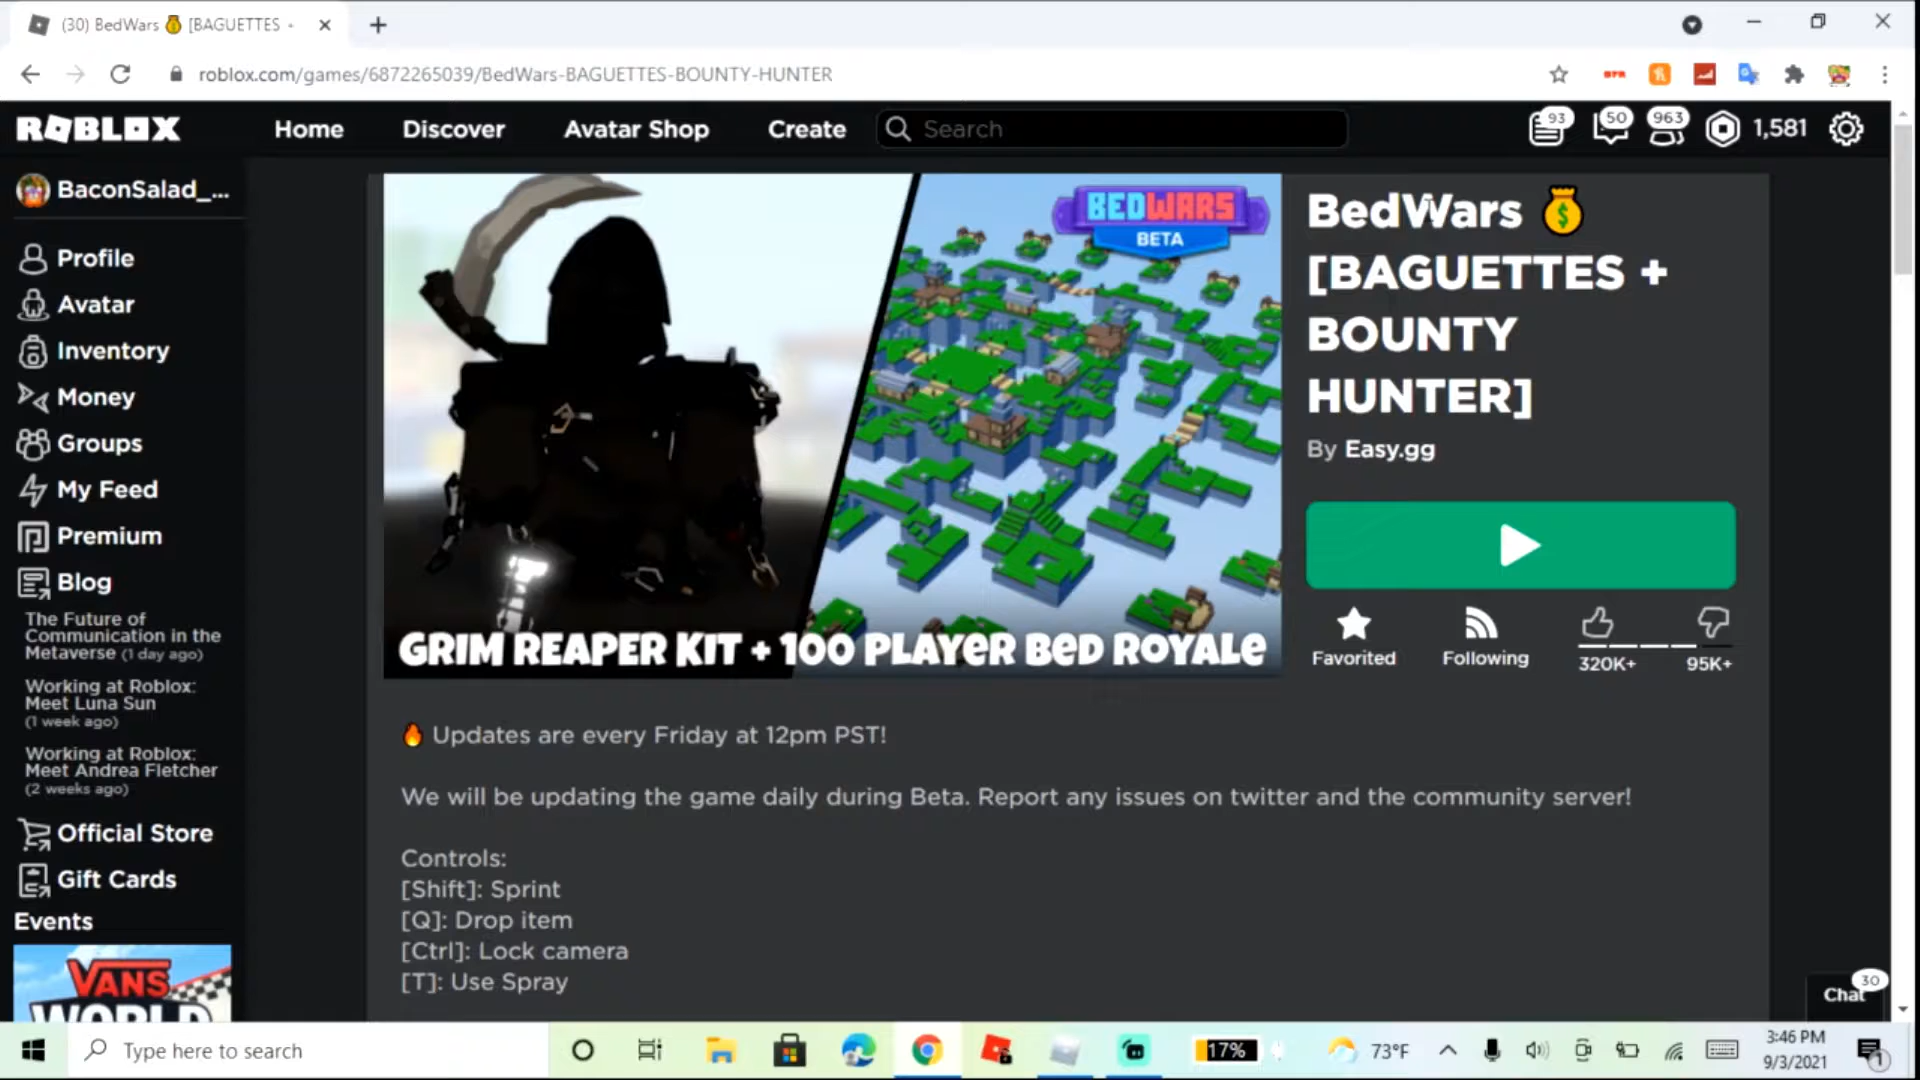 (30) BedWars 💰 [BAGUETTES +
roblox.com/games/6872265039/BedWars-BAGUETTES-BOUNTY-HUNTER
ROBLOX
Home
Discover
Avatar Shop
Create
Search
93
50
963
1,581
BaconSalad_...
Profile
Avatar
Inventory
Money
Groups
My Feed
Premium
Blog
The Future of
Communication in the
Metaverse (1 day ago)
Working at Roblox:
Meet Luna Sun
(1 week ago)
Working at Roblox:
Meet Andrea Fletcher
(2 weeks ago)
Official Store
Gift Cards
Events
VANS
WORLD
BEDWARS
BETA
GRIM REAPER KIT + 100 PLAYER BED ROYALE
BedWars 💰
[BAGUETTES +
BOUNTY
HUNTER]
By Easy.gg
Favorited
Following
320K+
95K+
🔥 Updates are every Friday at 12pm PST!
We will be updating the game daily during Beta. Report any issues on twitter and the community server!
Controls:
[Shift]: Sprint
[Q]: Drop item
[Ctrl]: Lock camera
[T]: Use Spray
Chat
30
Type here to search
17%
73°F
3:46 PM
9/3/2021
1